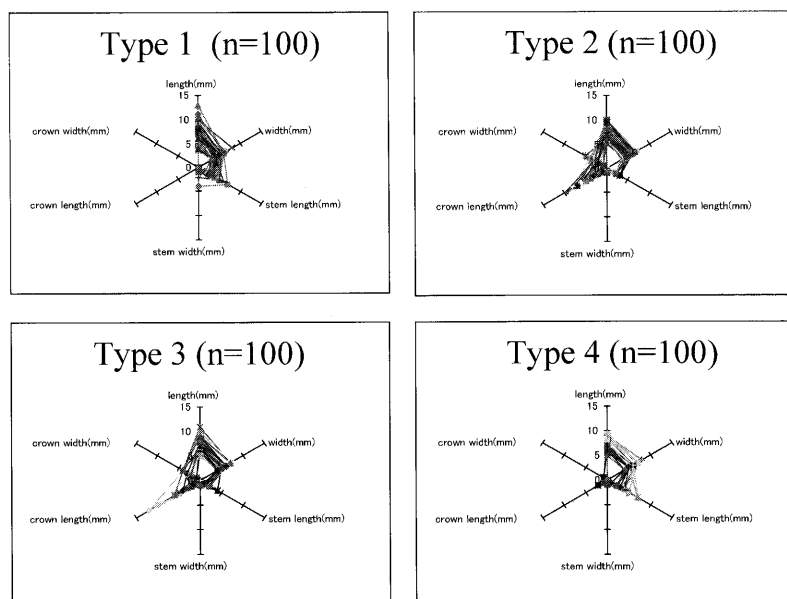 Type 1 (n=100)
length(mm)
15
10
5
0
crown width(mm)
width(mm)
crown length(mm)
stem length(mm)
stem width(mm)
Type 2 (n=100)
length(mm)
15
10
5
crown width(mm)
width(mm)
crown length(mm)
stem length(mm)
stem width(mm)
Type 3 (n=100)
length(mm)
15
10
crown width(mm)
width(mm)
crown length(mm)
stem length(mm)
stem width(mm)
Type 4 (n=100)
length(mm)
15
10
5
0
crown width(mm)
width(mm)
crown length(mm)
stem length(mm)
stem width(mm)